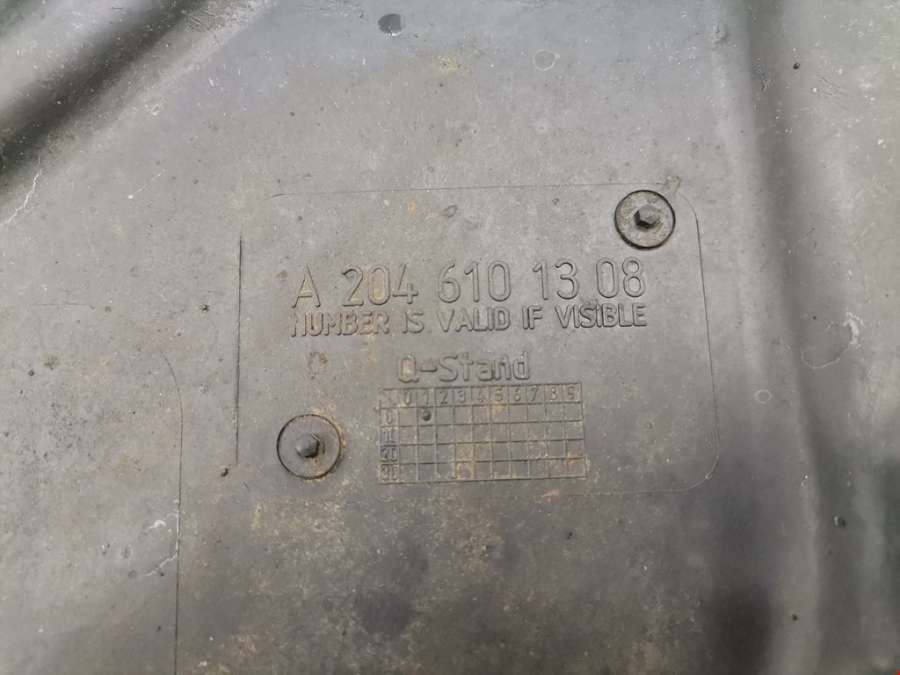 A 204 610 13 08
NUMBER IS VALID IF VISIBLE
Q-Stand
0 1 2 3 4 5 6 7 8 9
0
10
20
30